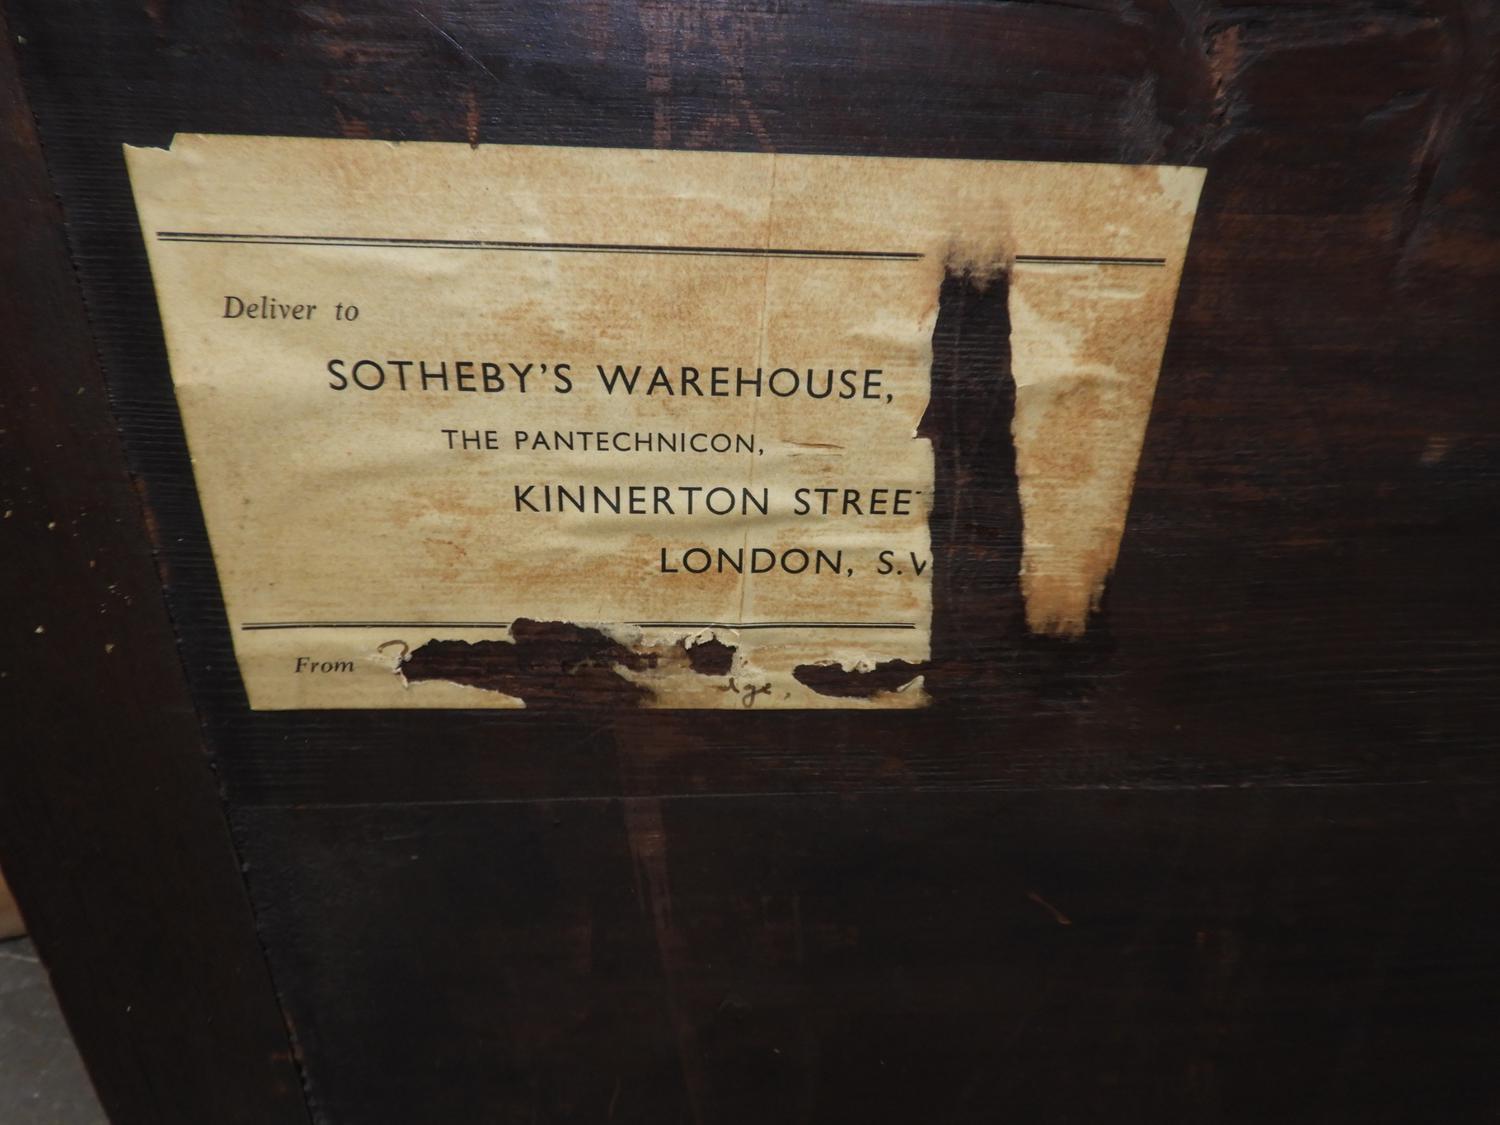 Deliver to
SOTHEBY'S WAREHOUSE,
THE PANTECHNICON,
KINNERTON STREE
LONDON, S.
From